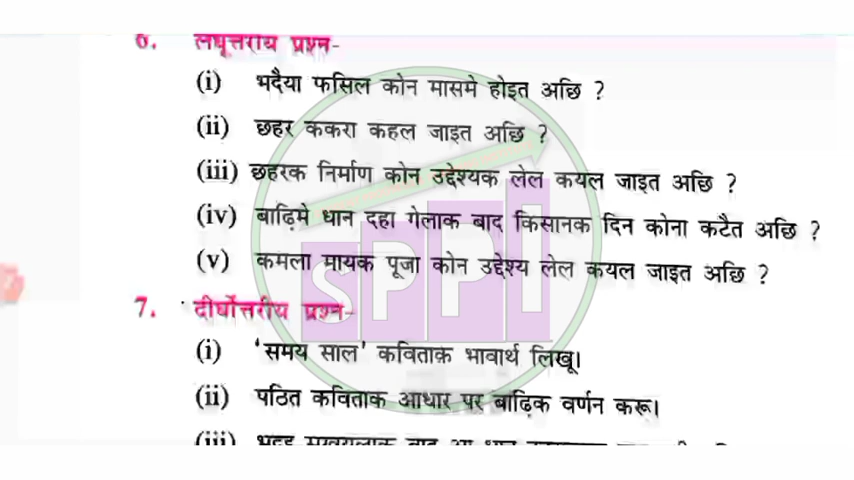 6. लघूत्तरीय प्रश्न-
(i) भदैया फसिल कोन मासमे होइत अछि ?
(ii) छहर ककरा कहल जाइत अछि ?
(iii) छहरक निर्माण कोन उद्देश्यक लेल कयल जाइत अछि ?
(iv) बाढ़िमे धान दहा गेलाक बाद किसानक दिन कोना कटैत अछि ?
(v) कमला मायक पूजा कोन उद्देश्य लेल कयल जाइत अछि ?
SPPI
7. दीर्घोत्तरीय प्रश्न-
(i) 'समय साल' कविताक भावार्थ लिखू।
(ii) पठित कविताक आधार पर बाढ़िक वर्णन करू।
(iii)